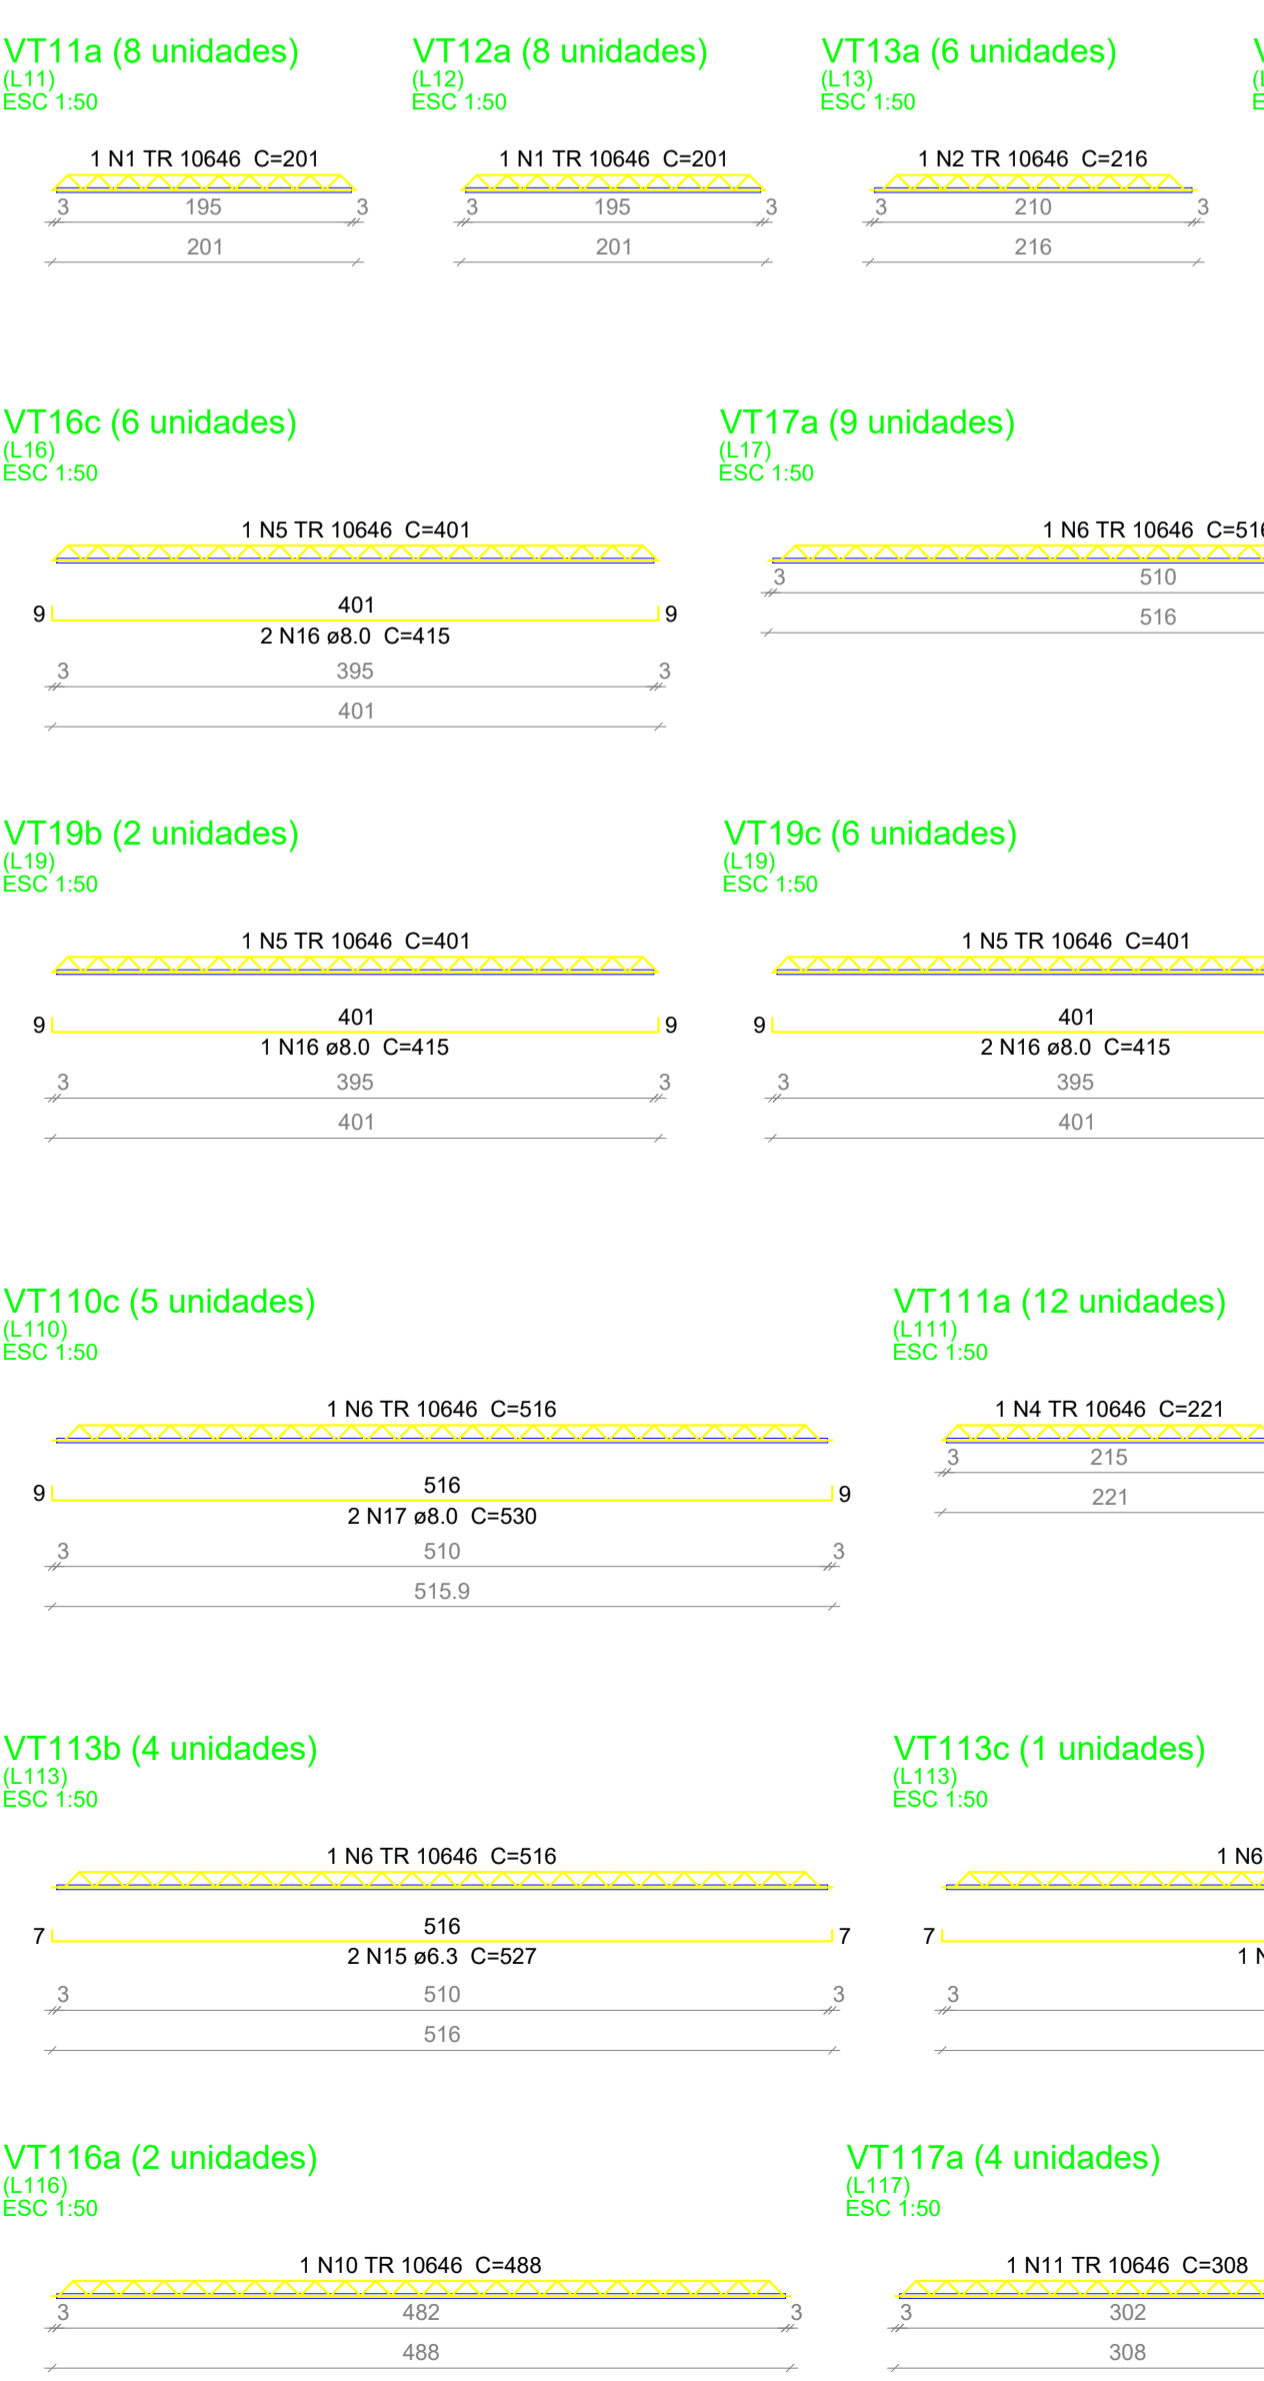 VT11a (8 unidades)
(L11)
ESC 1:50
1 N1 TR 10646  C=201
3 195 3
201
VT12a (8 unidades)
(L12)
ESC 1:50
1 N1 TR 10646  C=201
3 195 3
201
VT13a (6 unidades)
(L13)
ESC 1:50
1 N2 TR 10646  C=216
3 210 3
216
VT16c (6 unidades)
(L16)
ESC 1:50
1 N5 TR 10646  C=401
9 401 9
2 N16 ø8.0  C=415
3 395 3
401
VT17a (9 unidades)
(L17)
ESC 1:50
1 N6 TR 10646  C=516
3 510
516
VT19b (2 unidades)
(L19)
ESC 1:50
1 N5 TR 10646  C=401
9 401 9
1 N16 ø8.0  C=415
3 395 3
401
VT19c (6 unidades)
(L19)
ESC 1:50
1 N5 TR 10646  C=401
9 401
2 N16 ø8.0  C=415
3 395
401
VT110c (5 unidades)
(L110)
ESC 1:50
1 N6 TR 10646  C=516
9 516 9
2 N17 ø8.0  C=530
3 510 3
515.9
VT111a (12 unidades)
(L111)
ESC 1:50
1 N4 TR 10646  C=221
3 215
221
VT113b (4 unidades)
(L113)
ESC 1:50
1 N6 TR 10646  C=516
7 516 7
2 N15 ø6.3  C=527
3 510 3
516
VT113c (1 unidades)
(L113)
ESC 1:50
1 N6
7
1
3
VT116a (2 unidades)
(L116)
ESC 1:50
1 N10 TR 10646  C=488
3 482 3
488
VT117a (4 unidades)
(L117)
ESC 1:50
1 N11 TR 10646  C=308
3 302
308